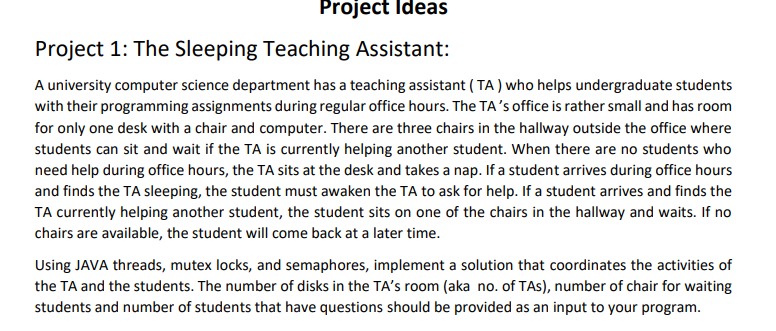 Project Ideas
Project 1: The Sleeping Teaching Assistant:
A university computer science department has a teaching assistant ( TA ) who helps undergraduate students
with their programming assignments during regular office hours. The TA 's office is rather small and has room
for only one desk with a chair and computer. There are three chairs in the hallway outside the office where
students can sit and wait if the TA is currently helping another student. When there are no students who
need help during office hours, the TA sits at the desk and takes a nap. If a student arrives during office hours
and finds the TA sleeping, the student must awaken the TA to ask for help. If a student arrives and finds the
TA currently helping another student, the student sits on one of the chairs in the hallway and waits. If no
chairs are available, the student will come back at a later time.
Using JAVA threads, mutex locks, and semaphores, implement a solution that coordinates the activities of
the TA and the students. The number of disks in the TA's room (aka no. of TAs), number of chair for waiting
students and number of students that have questions should be provided as an input to your program.